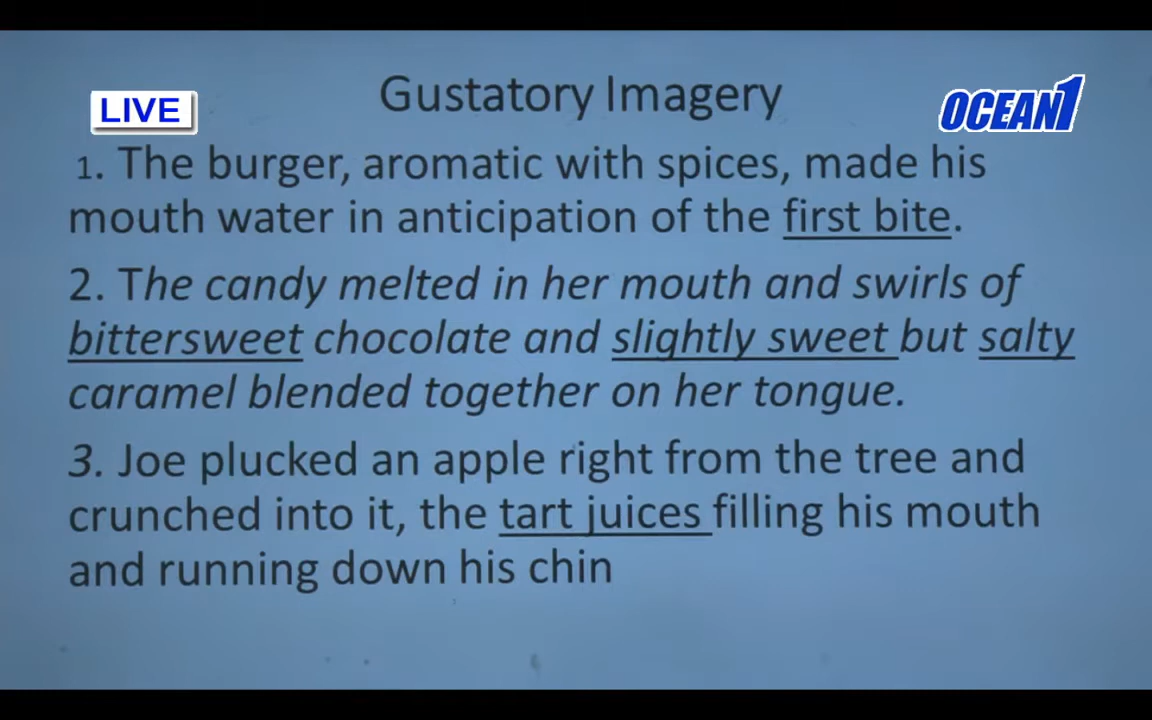 Gustatory Imagery
LIVE
OCEAN1
1. The burger, aromatic with spices, made his
mouth water in anticipation of the first bite.
2. The candy melted in her mouth and swirls of
bittersweet chocolate and slightly sweet but salty
caramel blended together on her tongue.
3. Joe plucked an apple right from the tree and
crunched into it, the tart juices filling his mouth
and running down his chin